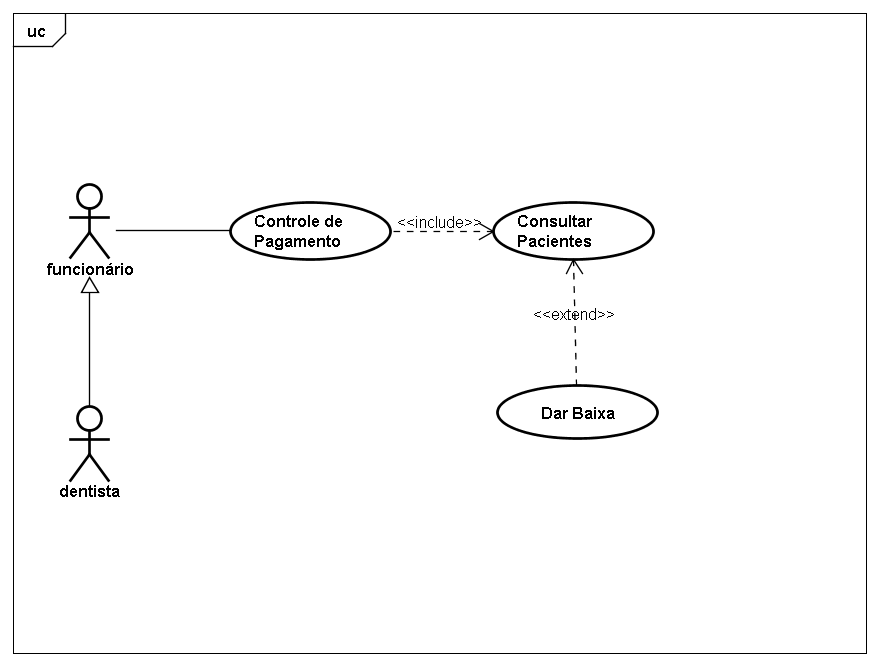 uc
funcionário
Controle de
Pagamento
<<include>>
Consultar
Pacientes
<<extend>>
Dar Baixa
dentista